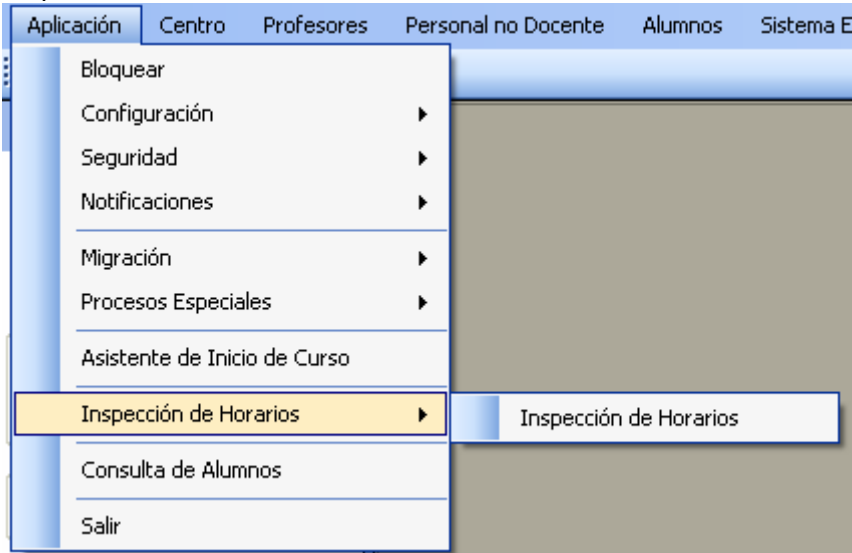 Aplicación Centro Profesores Personal no Docente Alumnos Sistema E
Bloquear
Configuración
Seguridad
Notificaciones
Migración
Procesos Especiales
Asistente de Inicio de Curso
Inspección de Horarios Inspección de Horarios
Consulta de Alumnos
Salir